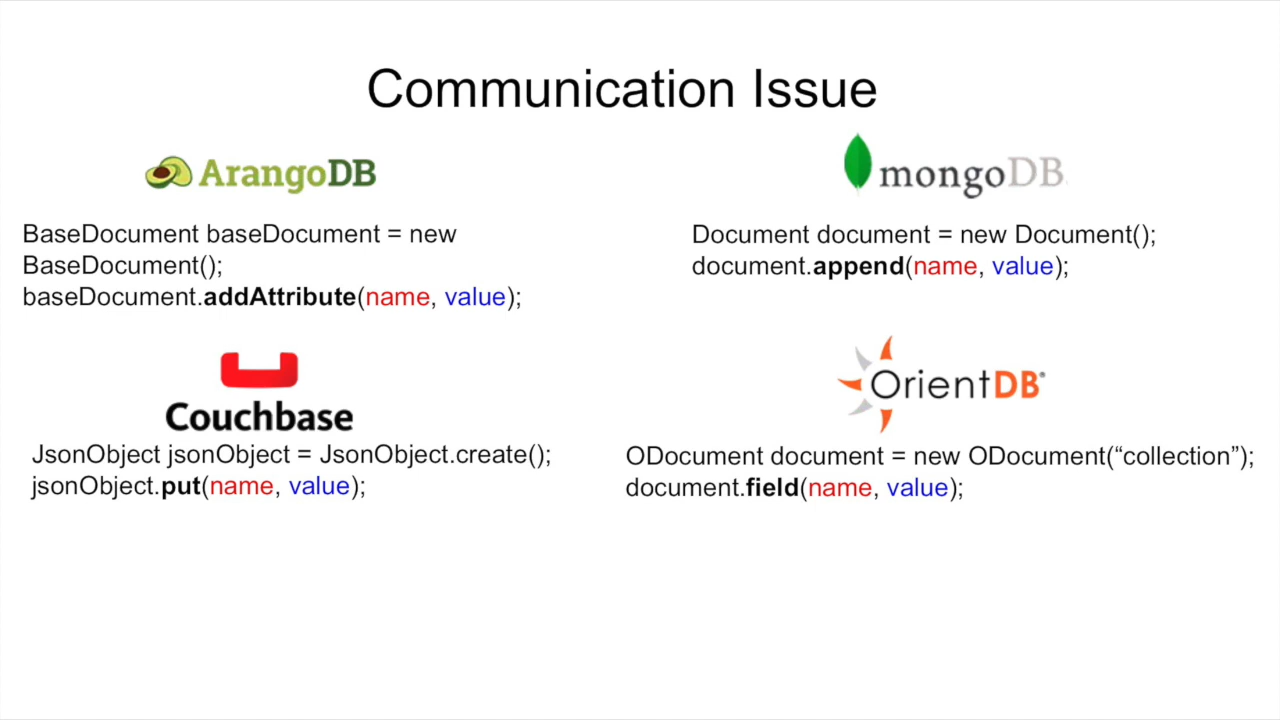 Communication Issue
ArangoDB
BaseDocument baseDocument = new
BaseDocument();
baseDocument.addAttribute(name, value);
mongoDB
Document document = new Document();
document.append(name, value);
Couchbase
JsonObject jsonObject = JsonObject.create();
jsonObject.put(name, value);
OrientDB
ODocument document = new ODocument(“collection”);
document.field(name, value);